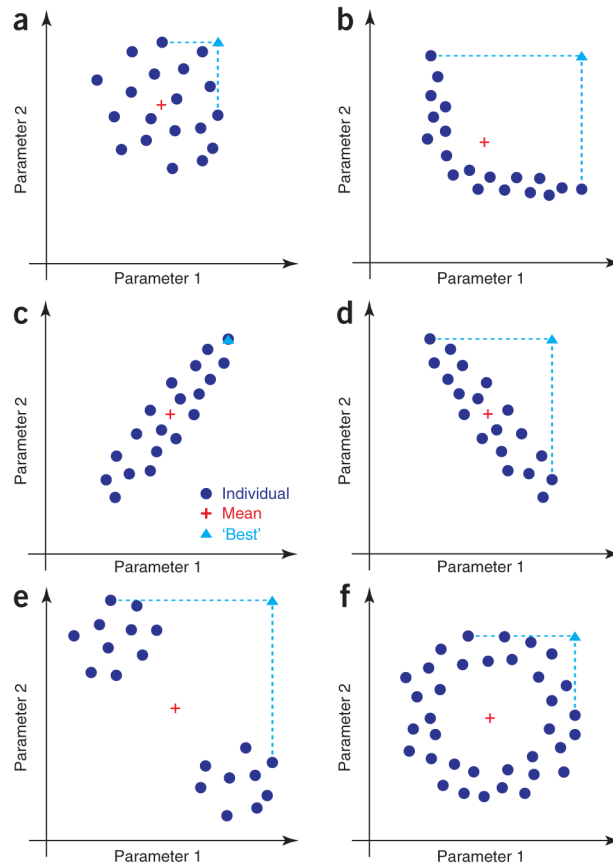 a
b
Parameter 2
Parameter 2
Parameter 1
Parameter 1
c
d
Parameter 2
Parameter 2
Individual
Mean
‘Best’
Parameter 1
Parameter 1
e
f
Parameter 2
Parameter 2
Parameter 1
Parameter 1